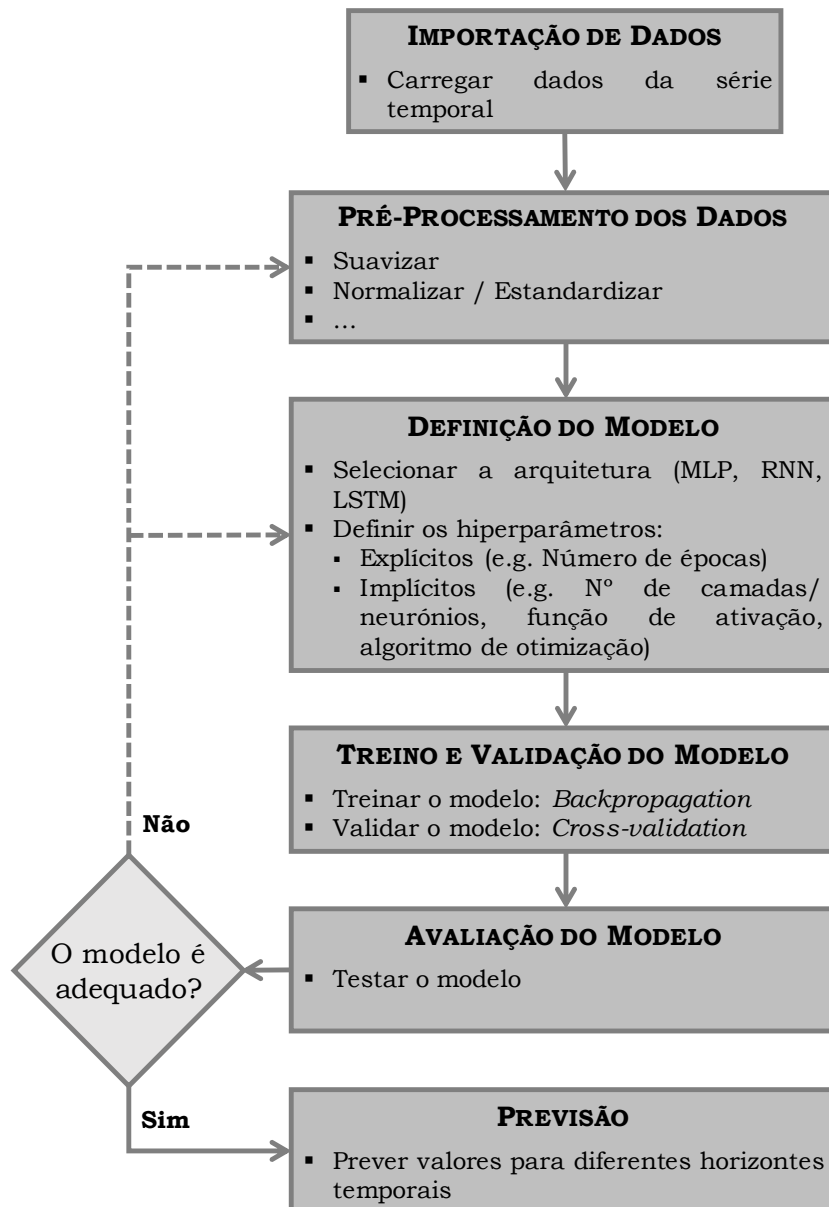 IMPORTAÇÃO DE DADOS
▪ Carregar dados da série
temporal
PRÉ-PROCESSAMENTO DOS DADOS
▪ Suavizar
▪ Normalizar / Estandardizar
▪ ...
DEFINIÇÃO DO MODELO
▪ Selecionar a arquitetura (MLP, RNN,
LSTM)
▪ Definir os hiperparâmetros:
▪ Explícitos (e.g. Número de épocas)
▪ Implícitos (e.g. Nº de camadas/
neurónios, função de ativação,
algoritmo de otimização)
TREINO E VALIDAÇÃO DO MODELO
▪ Treinar o modelo: Backpropagation
▪ Validar o modelo: Cross-validation
Não
AVALIAÇÃO DO MODELO
▪ Testar o modelo
O modelo é
adequado?
Sim
PREVISÃO
▪ Prever valores para diferentes horizontes
temporais